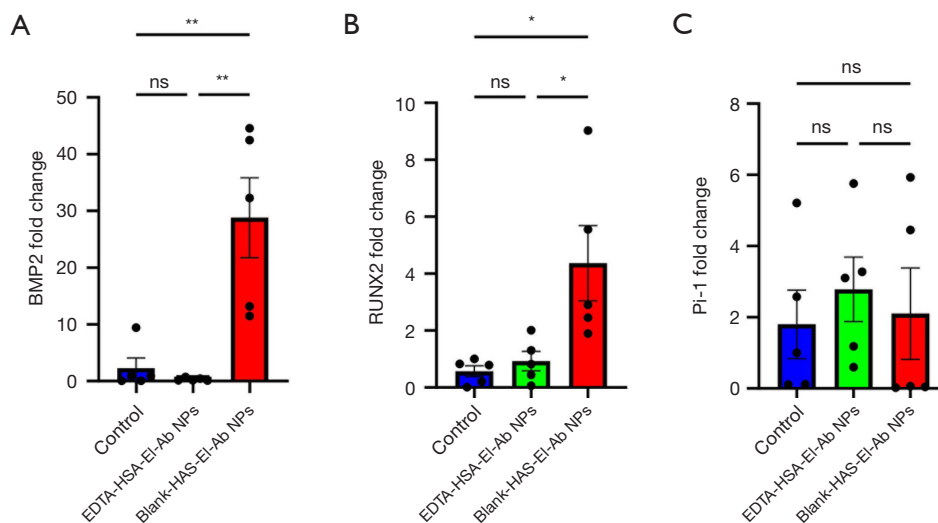 A
**
ns
**
BMP2 fold change
50
40
30
20
10
0
Control
EDTA-HSA-El-Ab NPs
Blank-HAS-El-Ab NPs
B
*
ns
*
RUNX2 fold change
10
8
6
4
2
0
Control
EDTA-HSA-El-Ab NPs
Blank-HAS-El-Ab NPs
C
ns
ns
ns
Pi-1 fold change
8
6
4
2
0
Control
EDTA-HSA-El-Ab NPs
Blank-HAS-El-Ab NPs